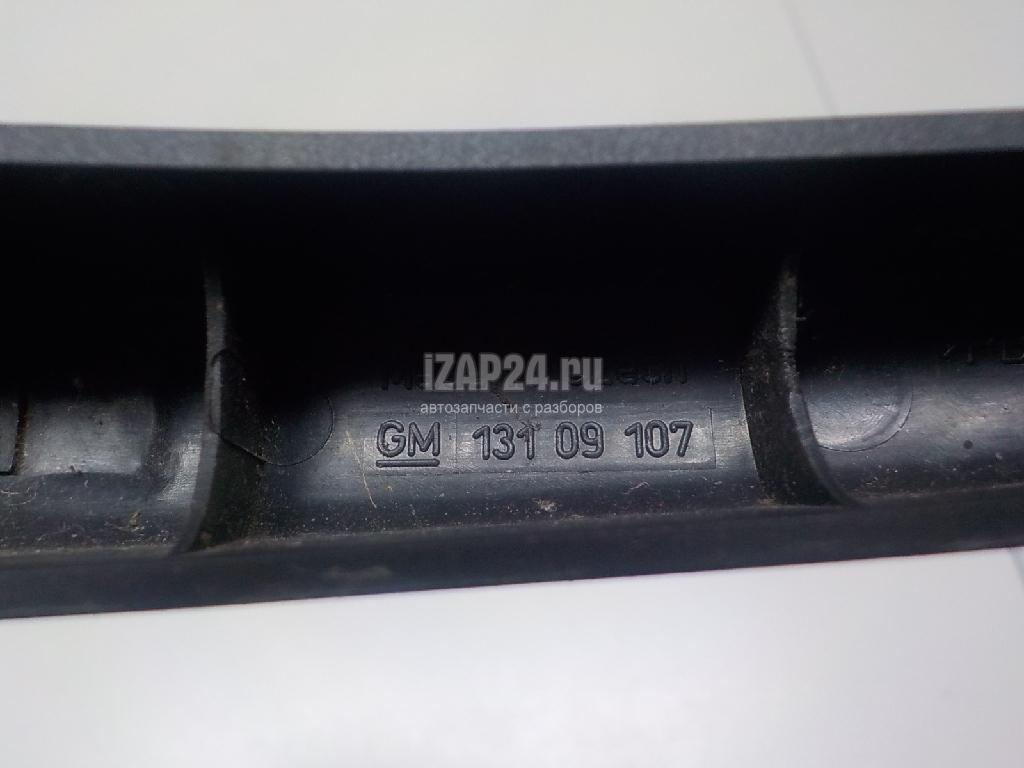 iZAP24.ru
автозапчасти с разборов
GM 131 09 107